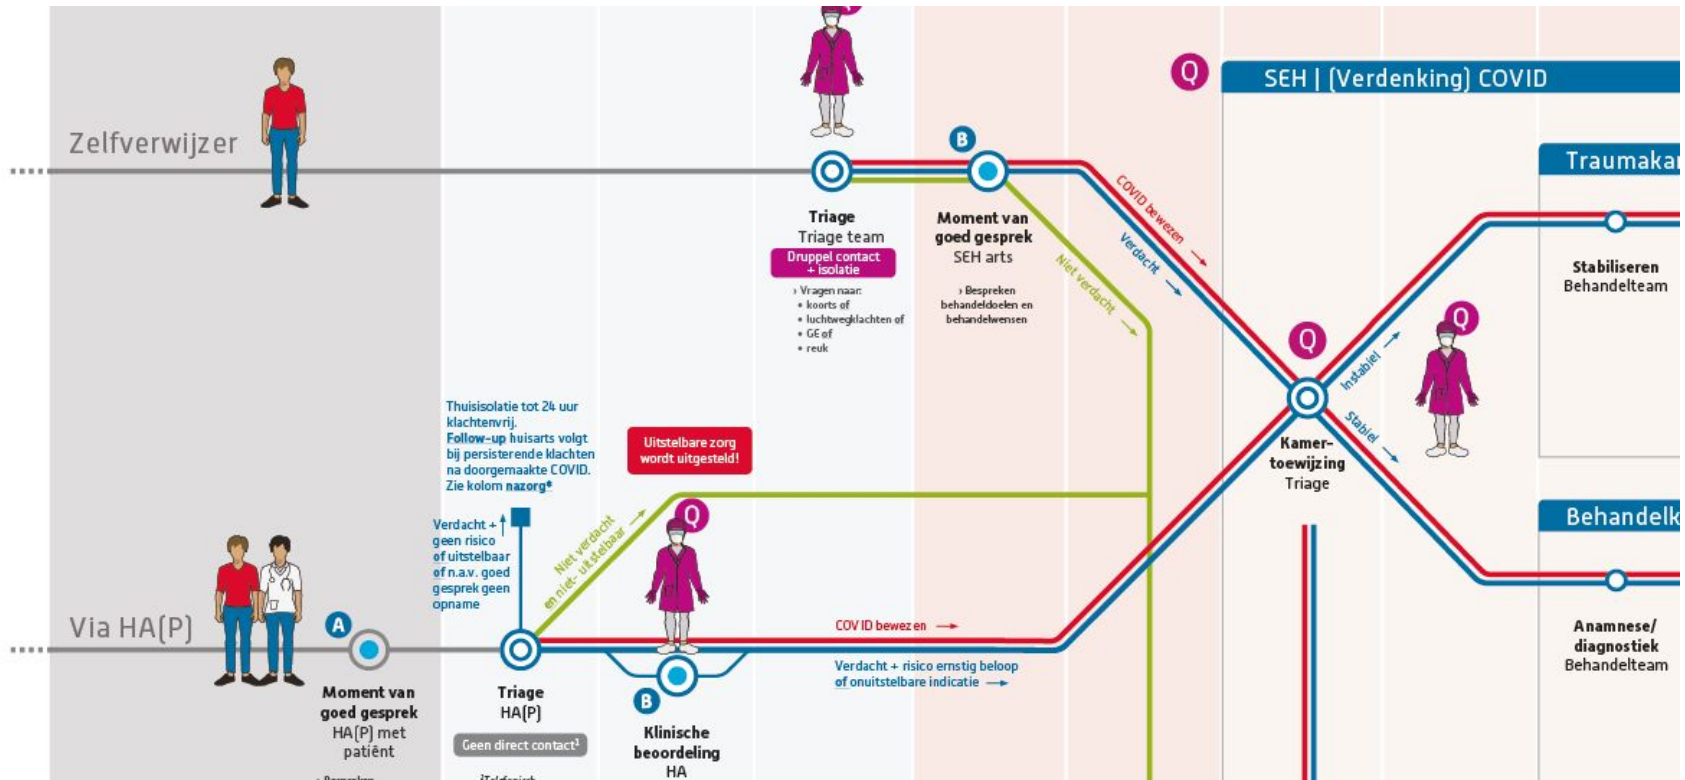 Q
Q
SEH | (Verdenking) COVID
Zelfverwijzer
B
Triage
Triage team
Druppel contact
+ isolatie
› Vragen naar:
• koorts of
• luchtwegklachten of
• GE of
• reuk
Moment van
goed gesprek
SEH arts
› Bespreken
behandeldoelen en
behandelwensen
COVID bewezen →
Verdacht →
Niet verdacht →
Traumaka
Stabiliseren
Behandelteam
Q
Q
Instabiel →
Stabiel →
Kamer-
toewijzing
Triage
Thuisisolatie tot 24 uur
klachtenvrij.
Follow-up huisarts volgt
bij persisterende klachten
na doorgemaakte COVID.
Zie kolom nazorg*
Uitstelbare zorg
wordt uitgesteld!
Verdacht +
geen risico
of uitstelbaar
of n.a.v. goed
gesprek geen
opname
Niet verdacht →
en niet- uitstelbaar →
Q
Behandelk
Via HA(P)
A
COVID bewezen →
Verdacht + risico ernstig beloop
of onuitstelbare indicatie →
B
Moment van
goed gesprek
HA(P) met
patiënt
› Bespreken
Triage
HA(P)
Geen direct contact¹
¹Telefonisch
Klinische
beoordeling
HA
Anamnese/
diagnostiek
Behandelteam